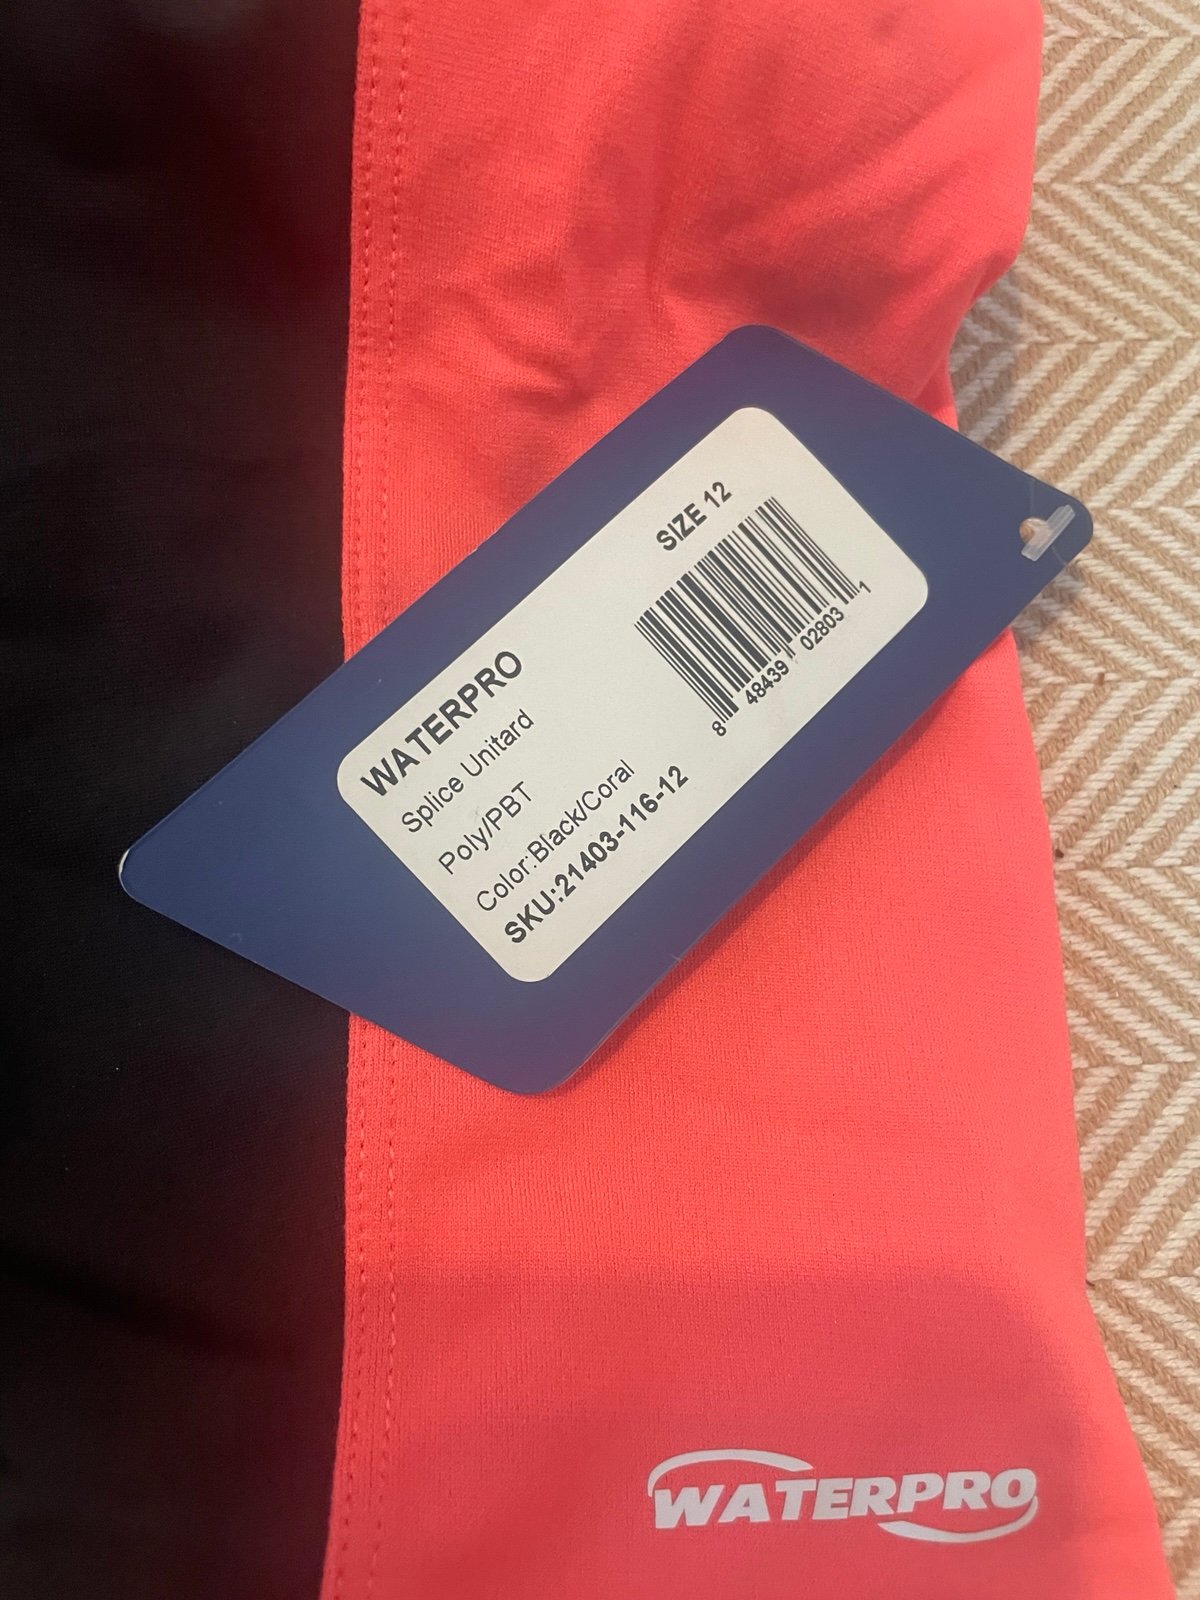 SIZE 12
8 48439 02803 1
WATERPRO
Splice Unitard
Poly/PBT
Color:Black/Coral
SKU:21403-116-12
WATERPRO